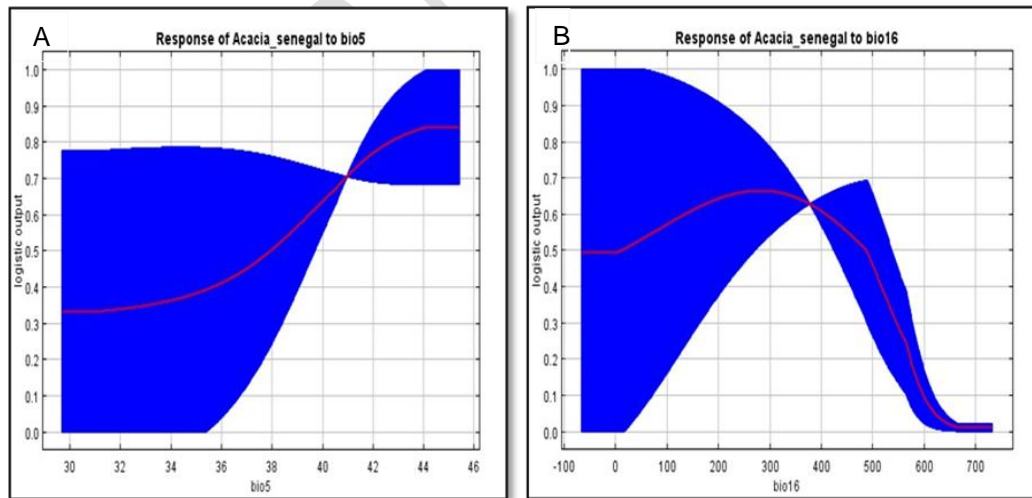 A
Response of Acacia_senegal to bio5
1.0
0.9
0.8
0.7
0.6
0.5
0.4
0.3
0.2
0.1
0.0
logistic output
30 32 34 36 38 40 42 44 46
bio5
B
Response of Acacia_senegal to bio16
1.0
0.9
0.8
0.7
0.6
0.5
0.4
0.3
0.2
0.1
0.0
logistic output
-100 0 100 200 300 400 500 600 700
bio16